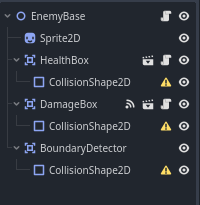 EnemyBase
Sprite2D
HealthBox
CollisionShape2D
DamageBox
CollisionShape2D
BoundaryDetector
CollisionShape2D